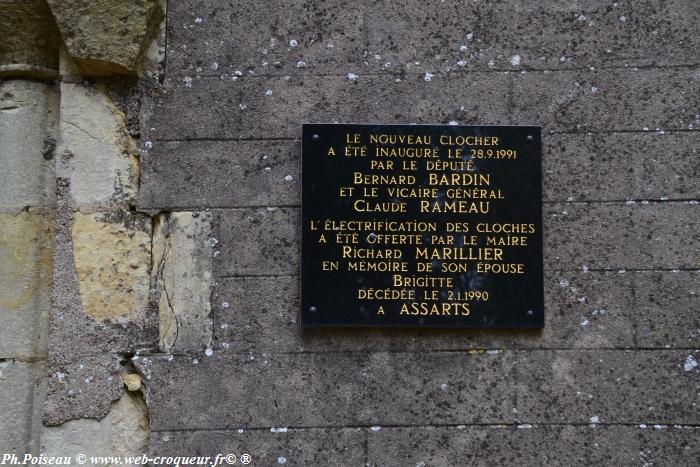 LE NOUVEAU CLOCHER
A ÉTÉ INAUGURÉ LE 28.9.1991
PAR LE DÉPUTÉ
BERNARD BARDIN
ET LE VICAIRE GÉNÉRAL
CLAUDE RAMEAU
L'ÉLECTRIFICATION DES CLOCHES
A ÉTÉ OFFERTE PAR LE MAIRE
RICHARD MARILLIER
EN MÉMOIRE DE SON ÉPOUSE
BRIGITTE
DÉCÉDÉE LE 2.1.1990
A ASSARTS
Ph Poiseau © www.web-croqueur.fr© ®